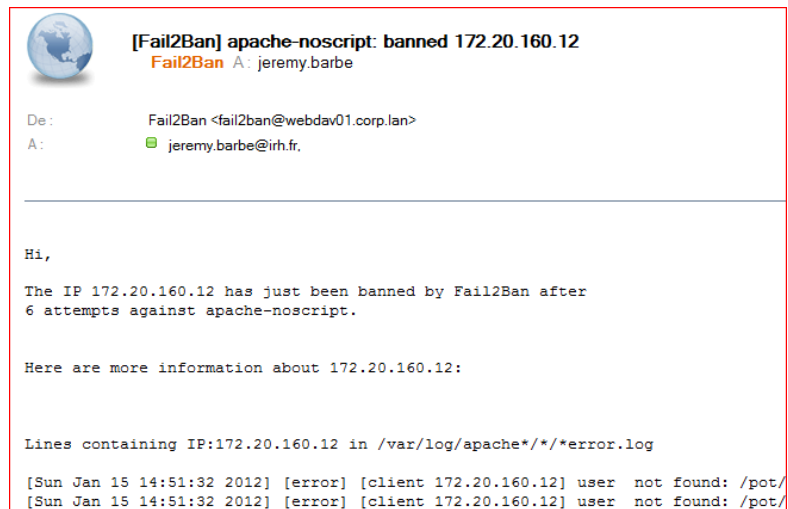 [Fail2Ban] apache-noscript: banned 172.20.160.12
Fail2Ban A : jeremy.barbe
De : Fail2Ban <fail2ban@webdav01.corp.lan>
A : jeremy.barbe@irh.fr,
Hi,
The IP 172.20.160.12 has just been banned by Fail2Ban after
6 attempts against apache-noscript.
Here are more information about 172.20.160.12:
Lines containing IP:172.20.160.12 in /var/log/apache*/*/*error.log
[Sun Jan 15 14:51:32 2012] [error] [client 172.20.160.12] user  not found: /pot/
[Sun Jan 15 14:51:32 2012] [error] [client 172.20.160.12] user  not found: /pot/